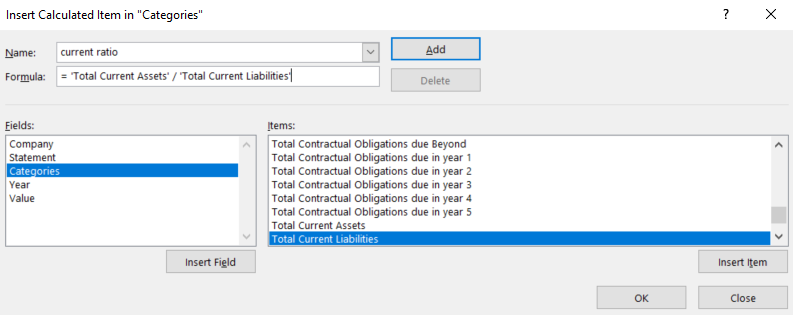 Insert Calculated Item in "Categories"
? ×
Name: current ratio Add
Formula: = 'Total Current Assets' / 'Total Current Liabilities' Delete
Fields: Items:
Company
Statement
Categories
Year
Value
Total Contractual Obligations due Beyond
Total Contractual Obligations due in year 1
Total Contractual Obligations due in year 2
Total Contractual Obligations due in year 3
Total Contractual Obligations due in year 4
Total Contractual Obligations due in year 5
Total Current Assets
Total Current Liabilities
Insert Field Insert Item
OK Close